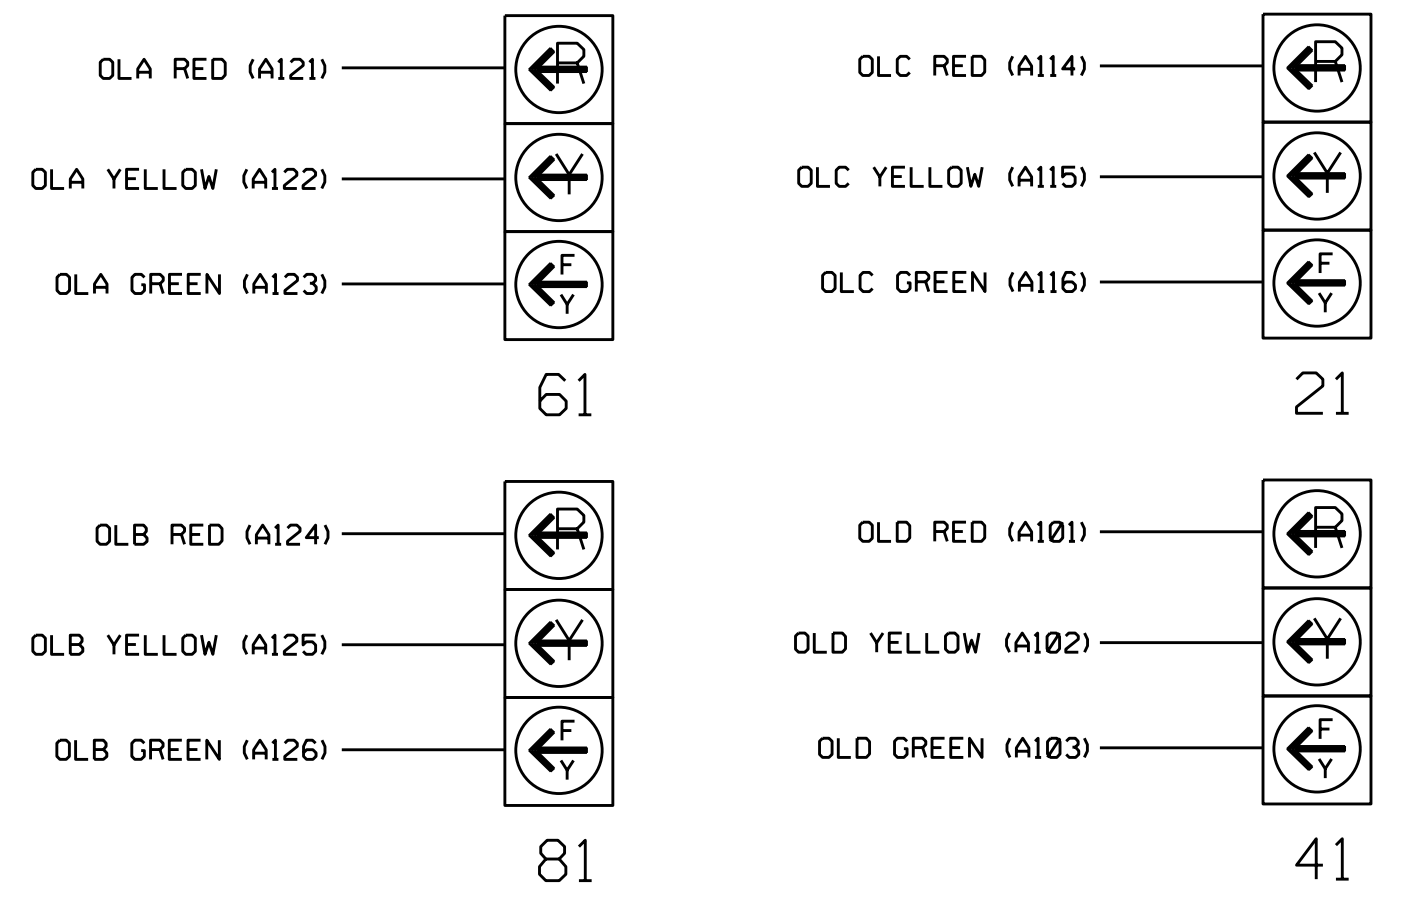 OLA RED (A121)
R
OLA YELLOW (A122)
Y
OLA GREEN (A123)
F
Y
61
OLC RED (A114)
R
OLC YELLOW (A115)
Y
OLC GREEN (A116)
F
Y
21
OLB RED (A124)
R
OLB YELLOW (A125)
Y
OLB GREEN (A126)
F
Y
81
OLD RED (A101)
R
OLD YELLOW (A102)
Y
OLD GREEN (A103)
F
Y
41